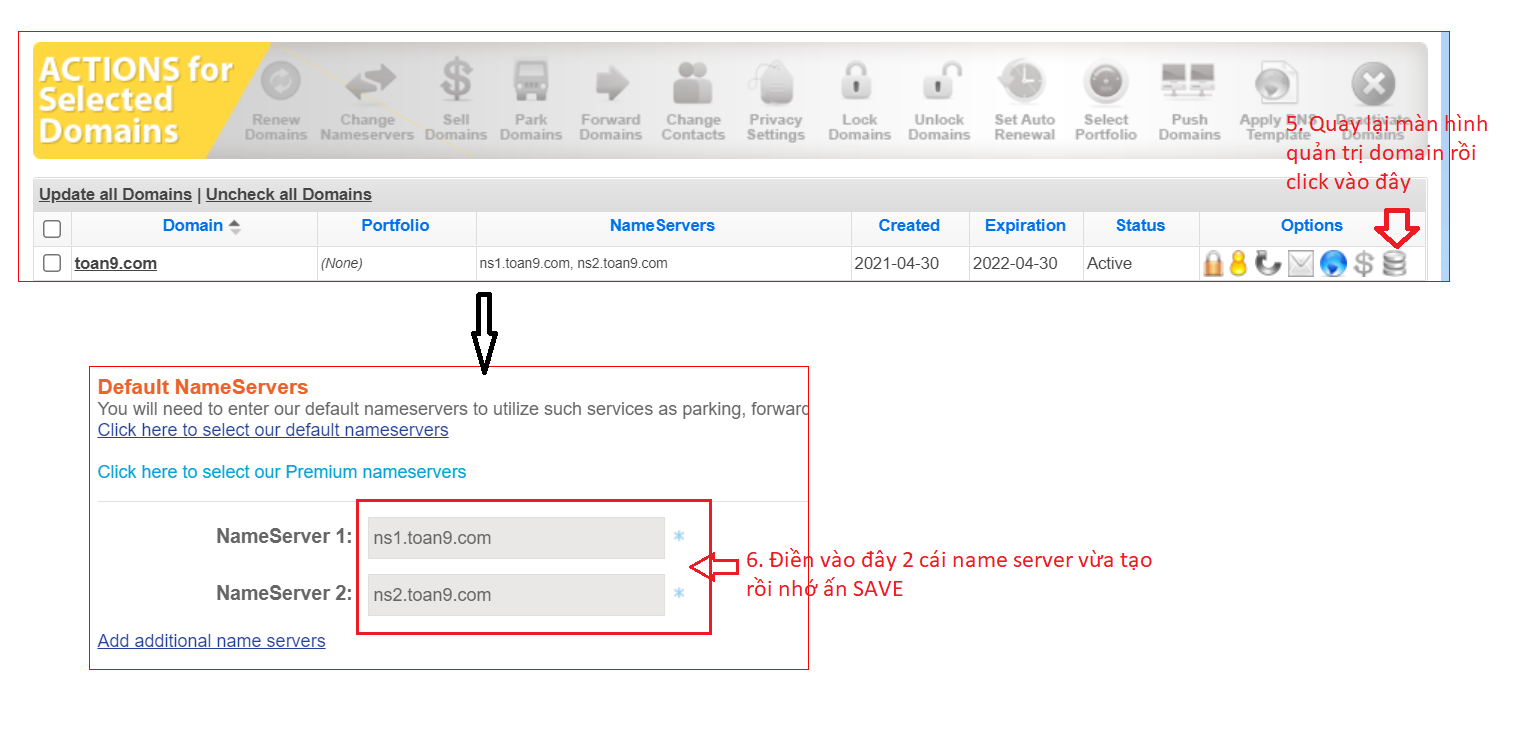 ACTIONS for
Selected
Domains
Renew
Domains
Change
Nameservers
Sell
Domains
Park
Domains
Forward
Domains
Change
Contacts
Privacy
Settings
Lock
Domains
Unlock
Domains
Set Auto
Renewal
Select
Portfolio
Push
Domains
Apply DNS
Template
Deactivate
Domains
5. Quay lại màn hình
quản trị domain rồi
click vào đây
Update all Domains | Uncheck all Domains
Domain Portfolio NameServers Created Expiration Status Options
toan9.com (None) ns1.toan9.com, ns2.toan9.com 2021-04-30 2022-04-30 Active
Default NameServers
You will need to enter our default nameservers to utilize such services as parking, forward
Click here to select our default nameservers
Click here to select our Premium nameservers
NameServer 1: ns1.toan9.com *
6. Điền vào đây 2 cái name server vừa tạo
rồi nhớ ấn SAVE
NameServer 2: ns2.toan9.com *
Add additional name servers